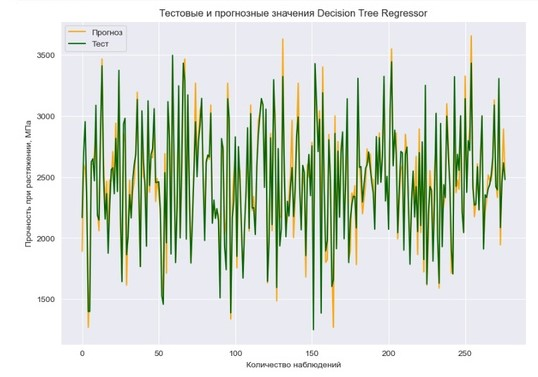 Тестовые и прогнозные значения Decision Tree Regressor
Прогноз
Тест
Прочность при растяжении, МПа
3500
3000
2500
2000
1500
0
50
100
150
200
250
Количество наблюдений